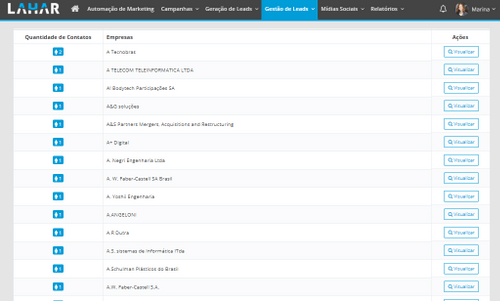 LAHAR Automação de Marketing Campanhas Geração de Leads Gestão de Leads Mídias Sociais Relatórios Marina
Quantidade de Contatos Empresas Ações
2 A Tecnobras Visualizar
1 A TELECOM TELEINFORMATICA LTDA Visualizar
1 A! Bodytech Participações SA Visualizar
1 A&D soluções Visualizar
1 A&S Partners Mergers, Acquisitions and Restructuring Visualizar
1 A+ Digital Visualizar
1 A. Nagri Engenharia Ltda Visualizar
1 A. W. Faber-Castell SA Brasil Visualizar
1 A. Yoshii Engenharia Visualizar
1 A.ANGELONI Visualizar
1 A.R Dutra Visualizar
1 A.S. sistemas de informática ltda Visualizar
1 A.Schulman Plásticos do Brasil Visualizar
1 A.W. Faber-Castell S.A. Visualizar